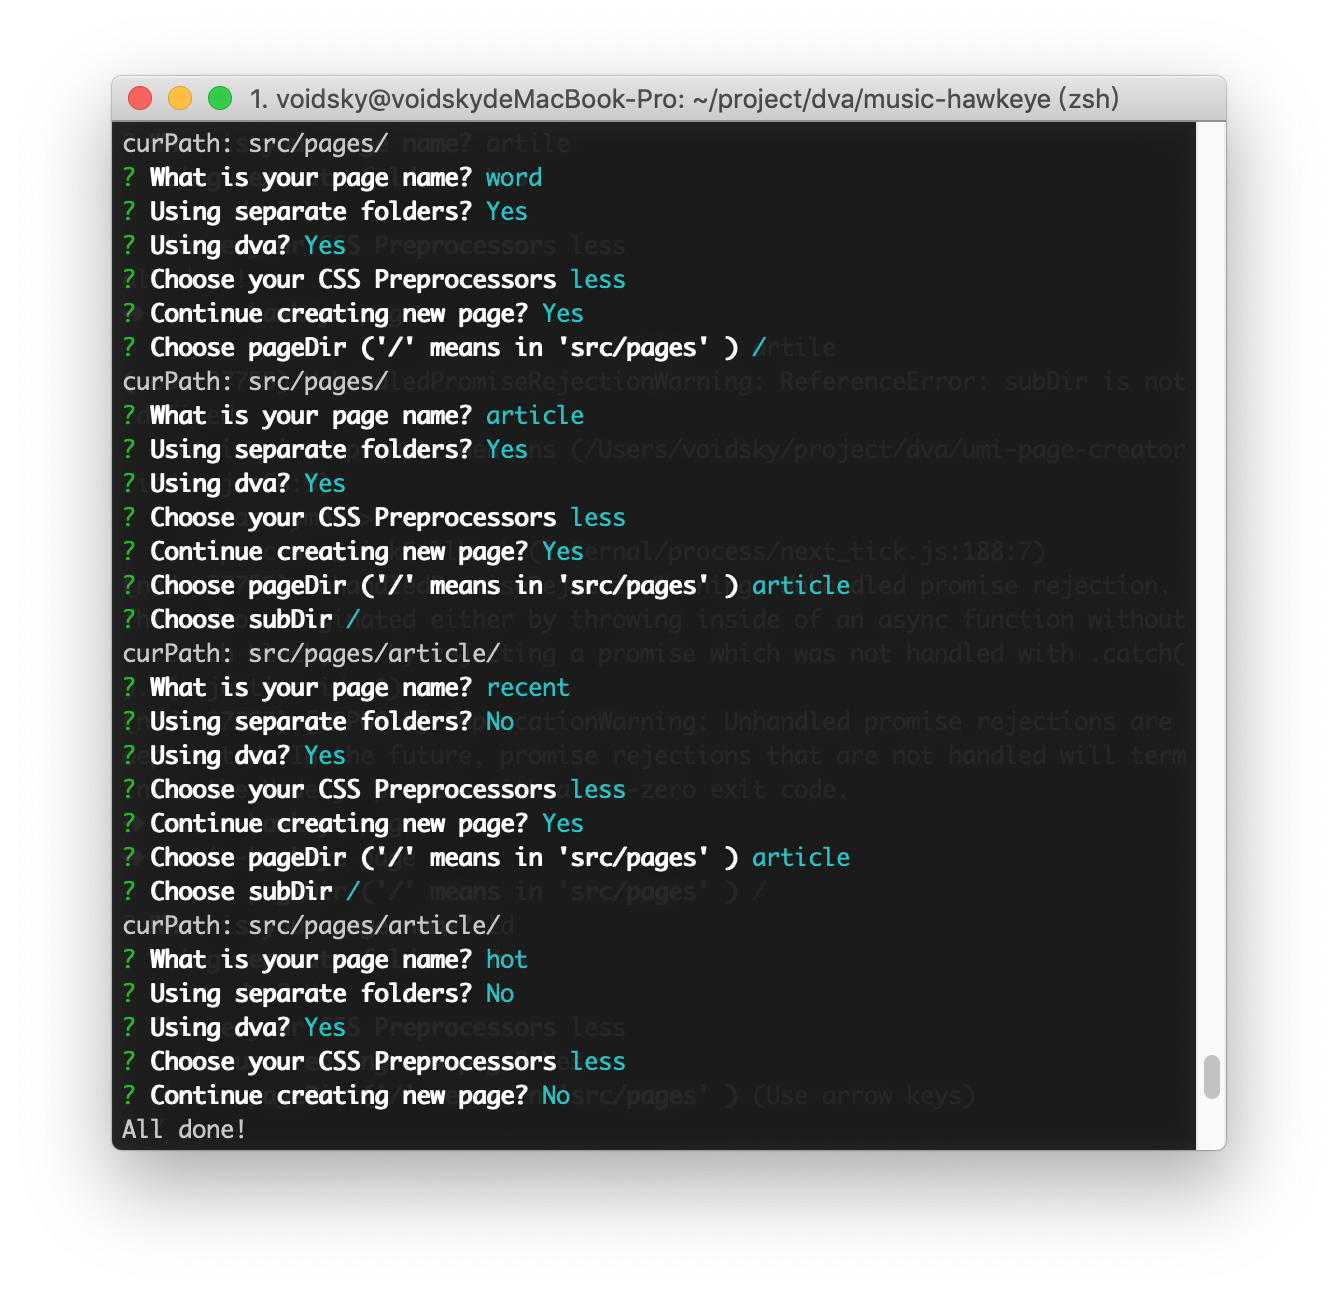 1. voidsky@voidskydeMacBook-Pro: ~/project/dva/music-hawkeye (zsh)
curPath: src/pages/
? What is your page name? word
? Using separate folders? Yes
? Using dva? Yes
? Choose your CSS Preprocessors less
? Continue creating new page? Yes
? Choose pageDir ('/' means in 'src/pages' ) /
curPath: src/pages/
? What is your page name? article
? Using separate folders? Yes
? Using dva? Yes
? Choose your CSS Preprocessors less
? Continue creating new page? Yes
? Choose pageDir ('/' means in 'src/pages' ) article
? Choose subDir /
curPath: src/pages/article/
? What is your page name? recent
? Using separate folders? No
? Using dva? Yes
? Choose your CSS Preprocessors less
? Continue creating new page? Yes
? Choose pageDir ('/' means in 'src/pages' ) article
? Choose subDir /
curPath: src/pages/article/
? What is your page name? hot
? Using separate folders? No
? Using dva? Yes
? Choose your CSS Preprocessors less
? Continue creating new page? No
All done!